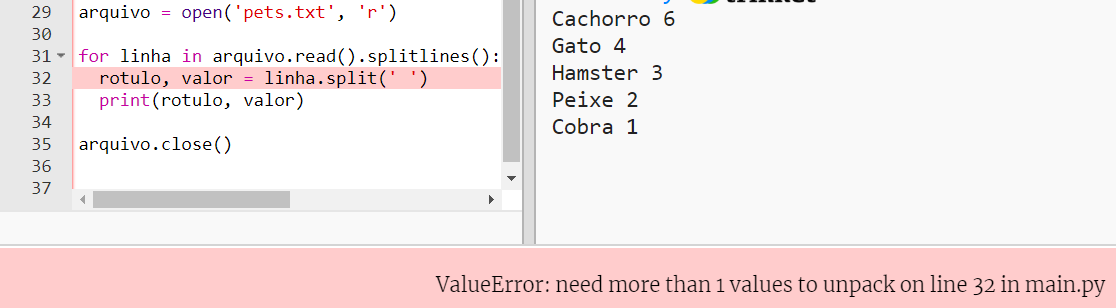 29 arquivo = open('pets.txt', 'r')
30
31 for linha in arquivo.read().splitlines():
32 rotulo, valor = linha.split(' ')
33 print(rotulo, valor)
34
35 arquivo.close()
36
37
Cachorro 6
Gato 4
Hamster 3
Peixe 2
Cobra 1
ValueError: need more than 1 values to unpack on line 32 in main.py